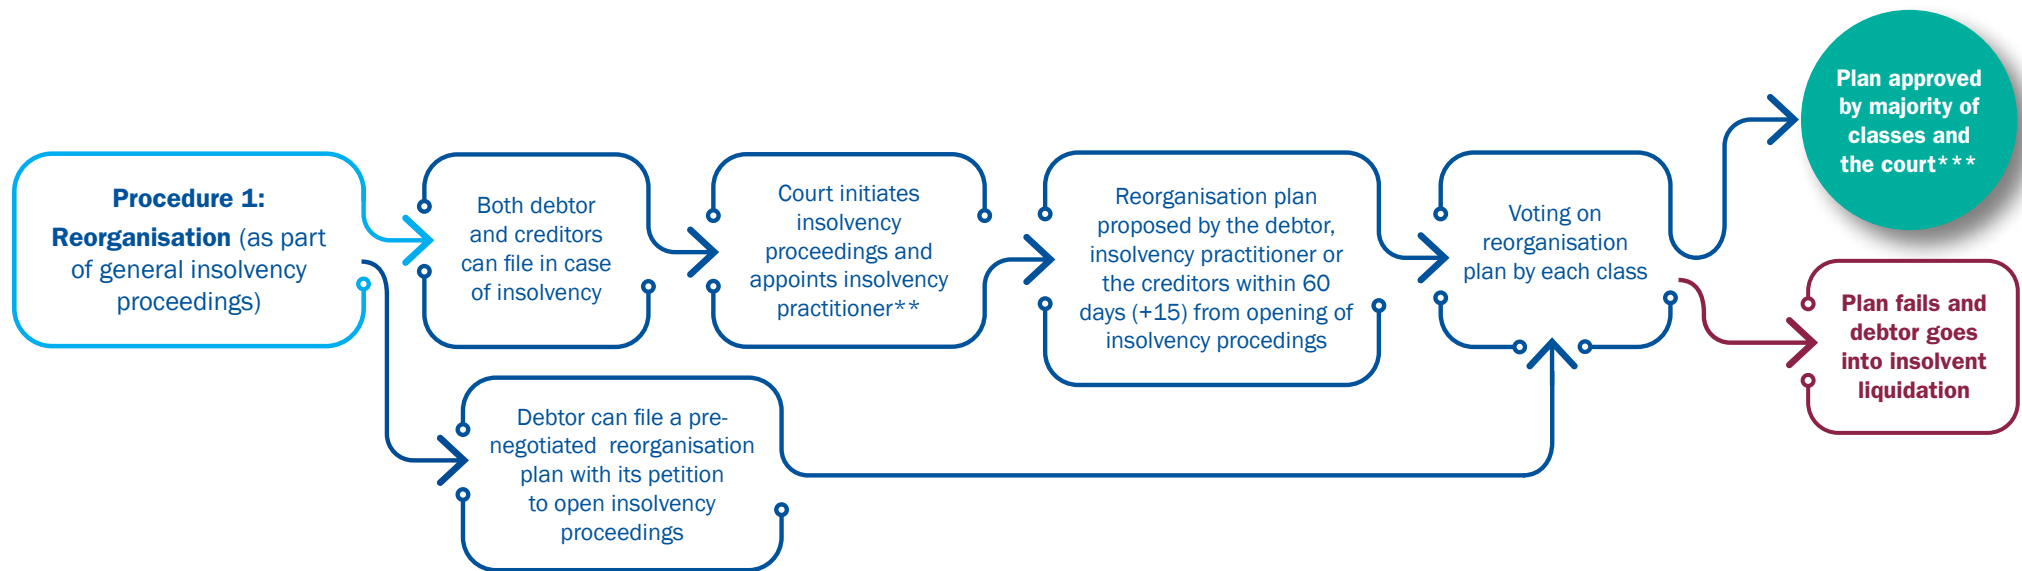 Procedure 1:
Reorganisation (as part
of general insolvency
proceedings)
Both debtor
and creditors
can file in case
of insolvency
Court initiates
insolvency
proceedings and
appoints insolvency
practitioner**
Reorganisation plan
proposed by the debtor,
insolvency practitioner or
the creditors within 60
days (+15) from opening of
insolvency procedings
Voting on
reorganisation
plan by each class
Plan approved
by majority of
classes and
the court***
Plan fails and
debtor goes
into insolvent
liquidation
Debtor can file a pre-
negotiated reorganisation
plan with its petition
to open insolvency
proceedings